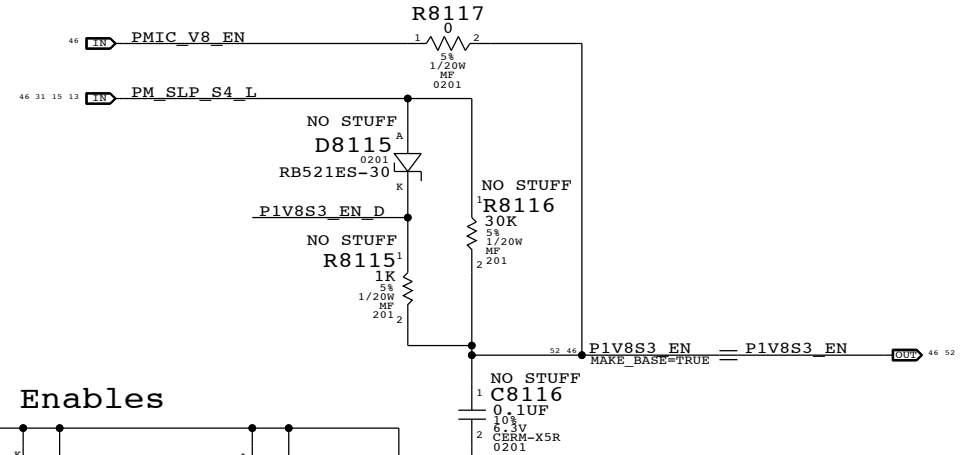 R8117
0
46 IN PMIC_V8_EN
1 2
5%
1/20W
MF
0201
46 31 15 13 IN PM_SLP_S4_L
NO STUFF
A
D8115
0201
RB521ES-30
K
NO STUFF
1
R8116
30K
5%
1/20W
MF
201
2
P1V8S3_EN_D
NO STUFF
R8115
1
1K
5%
1/20W
MF
201
2
52 46 P1V8S3_EN P1V8S3_EN OUT 46 52
MAKE_BASE=TRUE
NO STUFF
1
C8116
0.1UF
10%
6.3V
2
CERM-X5R
0201
Enables
K